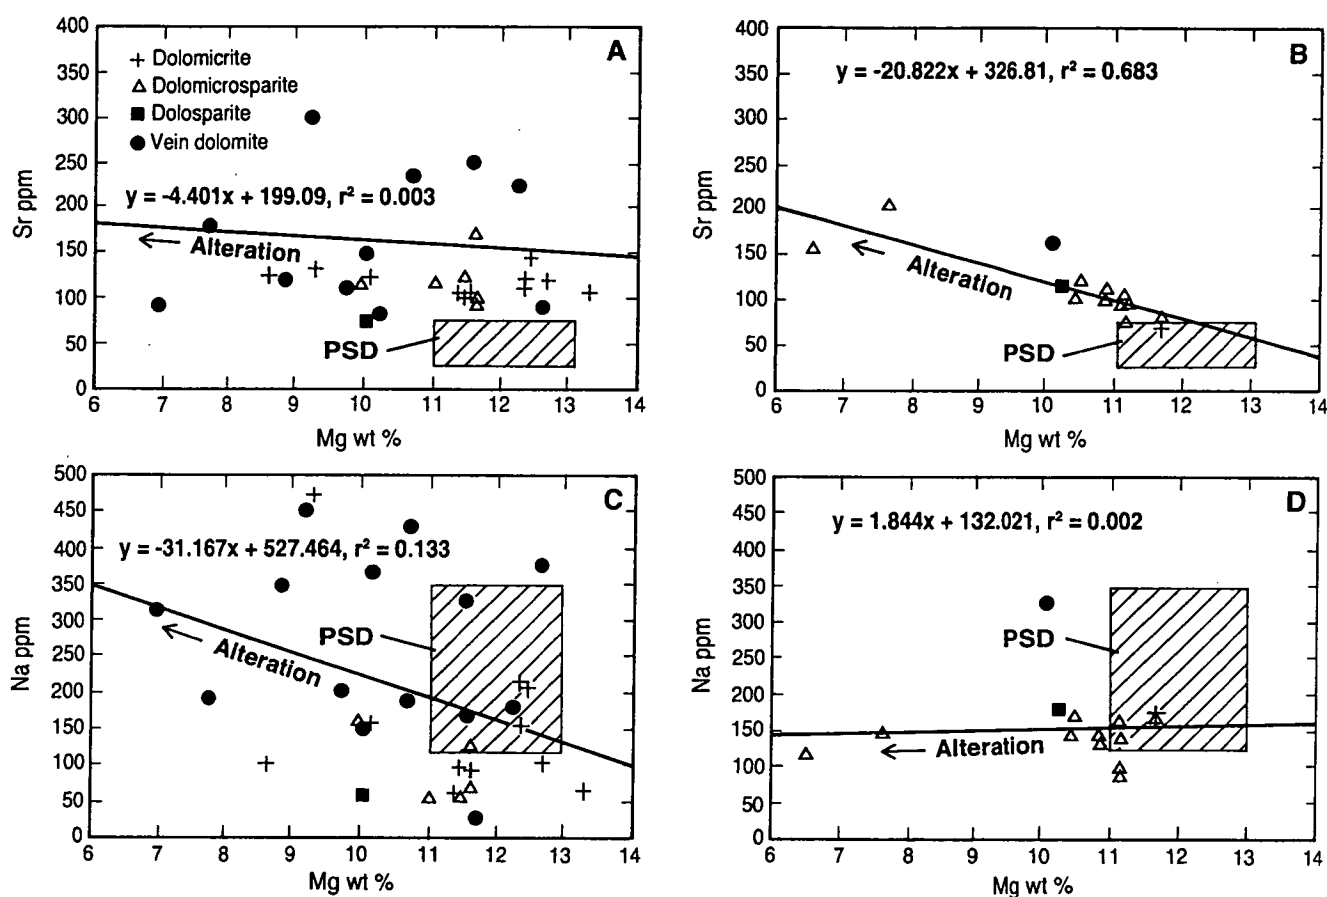 A
400
350
300
250
200
150
100
50
0
Sr ppm
+ Dolomicrite
△ Dolomicrosparite
■ Dolosparite
● Vein dolomite
y = -4.401x + 199.09, r² = 0.003
← Alteration
PSD
6 7 8 9 10 11 12 13 14
Mg wt %
B
400
350
300
250
200
150
100
50
0
Sr ppm
y = -20.822x + 326.81, r² = 0.683
← Alteration
PSD
6 7 8 9 10 11 12 13 14
Mg wt %
C
500
450
400
350
300
250
200
150
100
50
0
Na ppm
y = -31.167x + 527.464, r² = 0.133
PSD
← Alteration
6 7 8 9 10 11 12 13 14
Mg wt %
D
500
450
400
350
300
250
200
150
100
50
0
Na ppm
y = 1.844x + 132.021, r² = 0.002
PSD
← Alteration
6 7 8 9 10 11 12 13 14
Mg wt %